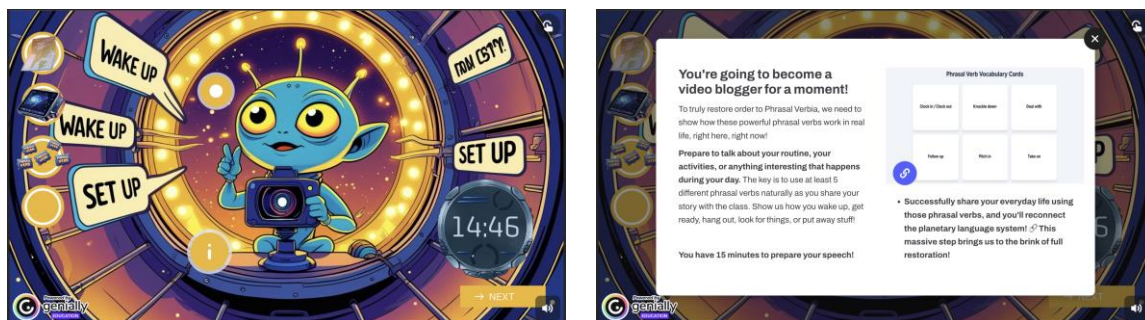 WAKE UP
WAKE UP
SET UP
SET UP
14:46
i
→ NEXT
Powered by
genially
EDUCATION
You're going to become a
video blogger for a moment!
To truly restore order to Phrasal Verbia, we need to
show how these powerful phrasal verbs work in real
life, right here, right now!
Prepare to talk about your routine, your
activities, or anything interesting that happens
during your day. The key is to use at least 5
different phrasal verbs naturally as you share your
story with the class. Show us how you wake up, get
ready, hang out, look for things, or put away stuff!
You have 15 minutes to prepare your speech!
Phrasal Verb Vocabulary Cards
Clock in / Clock out Knuckle down Deal with
Follow up Pitch in Take on
• Successfully share your everyday life using
those phrasal verbs, and you'll reconnect
the planetary language system! 🔗 This
massive step brings us to the brink of full
restoration!
NEXT
Powered by
genially
EDUCATION